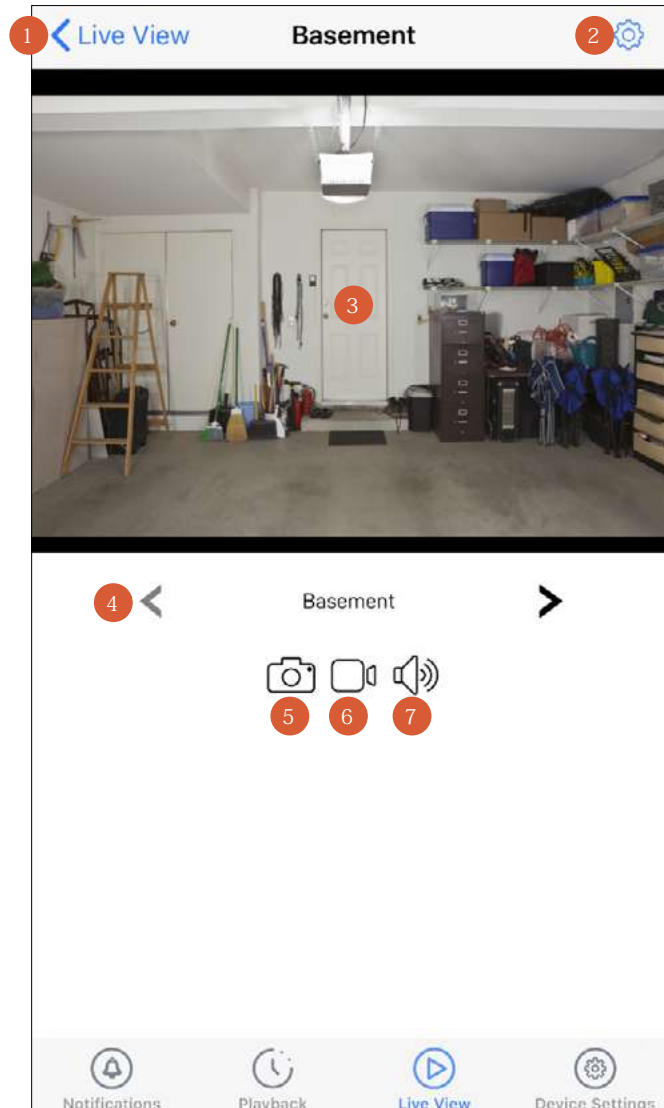 1 Live View Basement 2
3
4 Basement
5 6 7
Notifications Playback Live View Device Settings